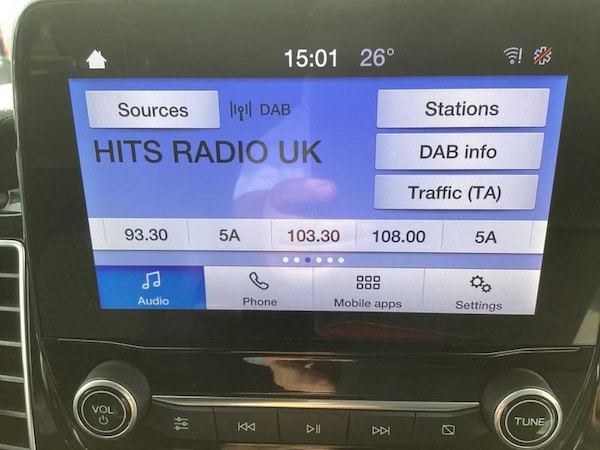 15:01 26°
Sources DAB Stations
HITS RADIO UK DAB info
Traffic (TA)
93.30 5A 103.30 108.00 5A
Audio Phone Mobile apps Settings
VOL TUNE